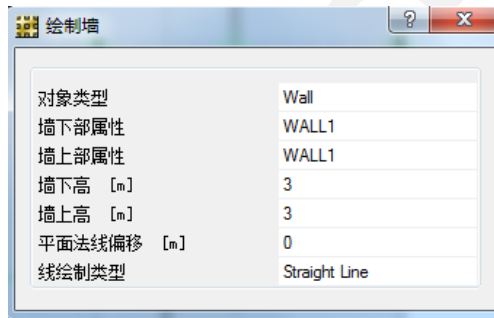 绘制墙
对象类型 Wall
墙下部属性 WALL1
墙上部属性 WALL1
墙下高 [m] 3
墙上高 [m] 3
平面法线偏移 [m] 0
线绘制类型 Straight Line